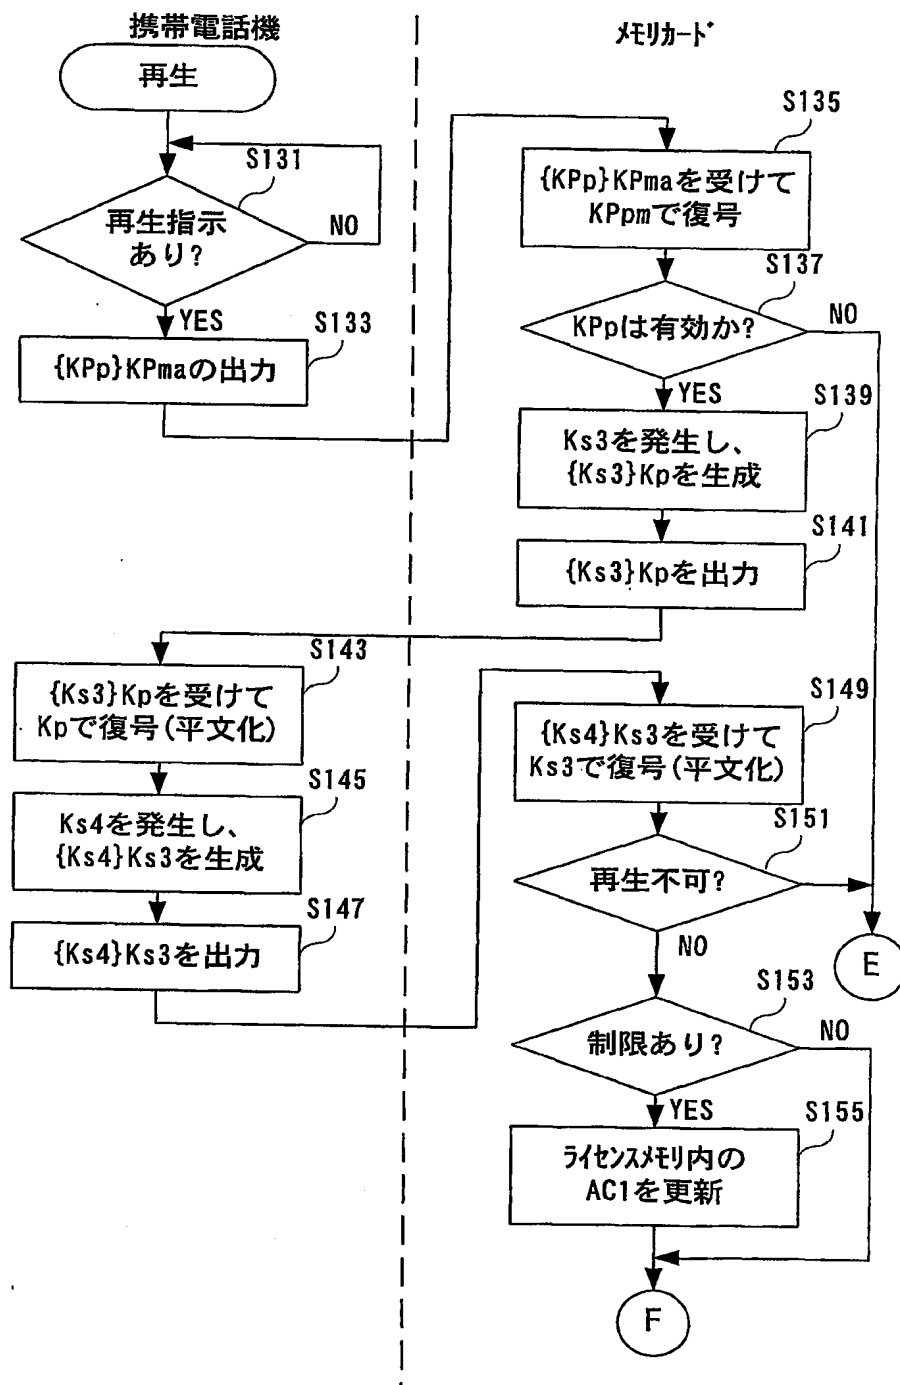 携帯電話機
メモリカード
再生
S131
再生指示
あり?
NO
YES
S133
{KPp}KPmaの出力
S135
{KPp}KPmaを受けて
KPpmで復号
S137
KPpは有効か?
NO
YES
S139
Ks3を発生し、
{Ks3}Kpを生成
S141
{Ks3}Kpを出力
S143
{Ks3}Kpを受けて
Kpで復号(平文化)
S145
Ks4を発生し、
{Ks4}Ks3を生成
S147
{Ks4}Ks3を出力
S149
{Ks4}Ks3を受けて
Ks3で復号(平文化)
S151
再生不可?
NO
E
S153
制限あり?
NO
YES
S155
ライセンスメモリ内の
AC1を更新
F